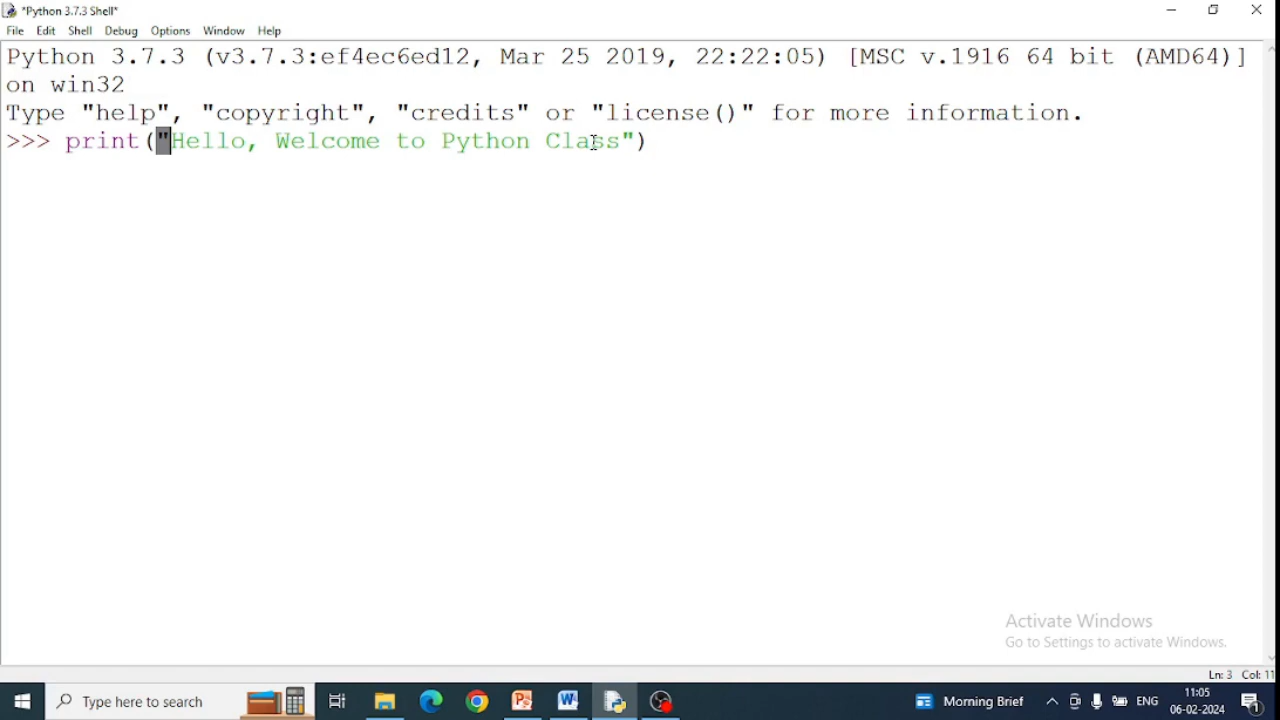 *Python 3.7.3 Shell*
File Edit Shell Debug Options Window Help
Python 3.7.3 (v3.7.3:ef4ec6ed12, Mar 25 2019, 22:22:05) [MSC v.1916 64 bit (AMD64)]
on win32
Type "help", "copyright", "credits" or "license()" for more information.
>>> print("Hello, Welcome to Python Class")
Activate Windows
Go to Settings to activate Windows.
Ln: 3 Col: 11
Type here to search
Morning Brief
ENG
11:05
06-02-2024
1